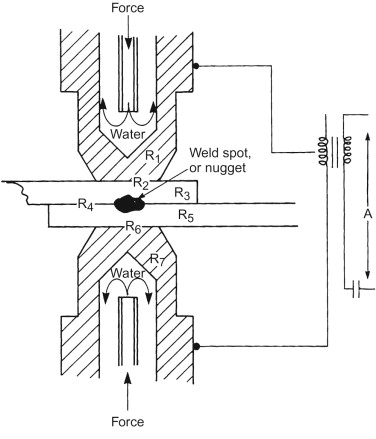 Force
Water
R1
Weld spot,
or nugget
R2
R3
R4
R5
R6
A
R7
Water
Force